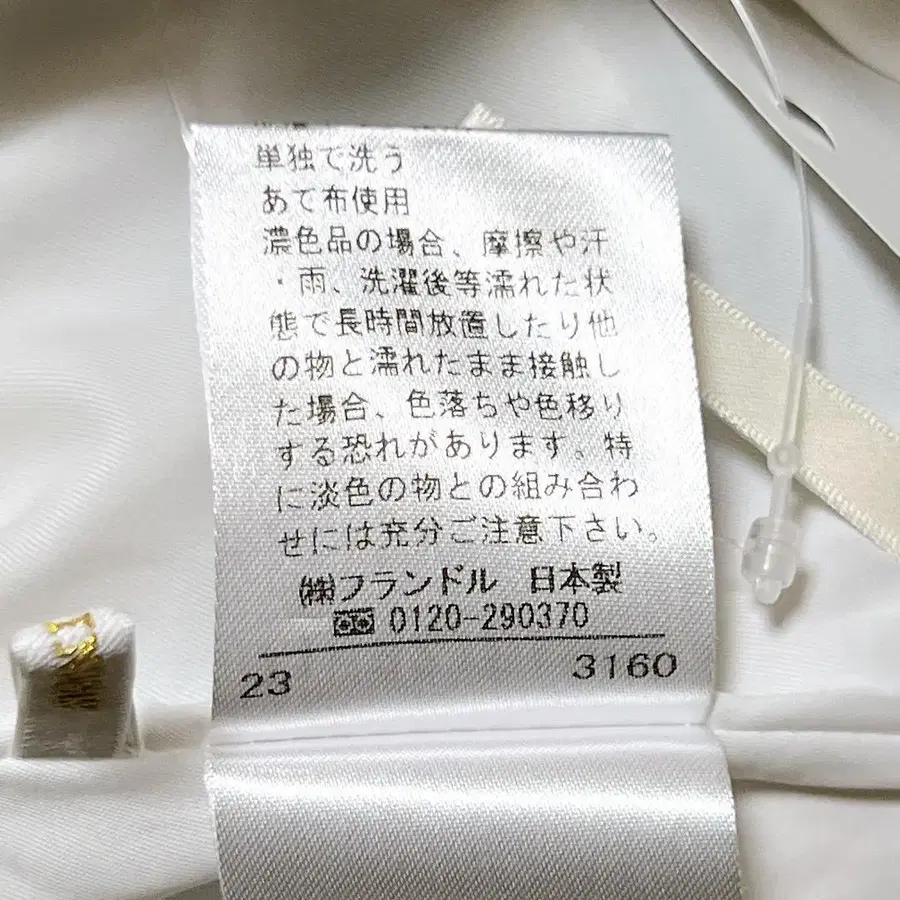 単独で洗う
あて布使用
濃色品の場合、摩擦や汗
・雨、洗濯後等濡れた状
態で長時間放置したり他
の物と濡れたまま接触し
た場合、色落ちや色移り
する恐れがあります。特
に淡色の物との組み合わ
せには充分ご注意下さい。
㈱フランドル 日本製
0120-290370
23 3160